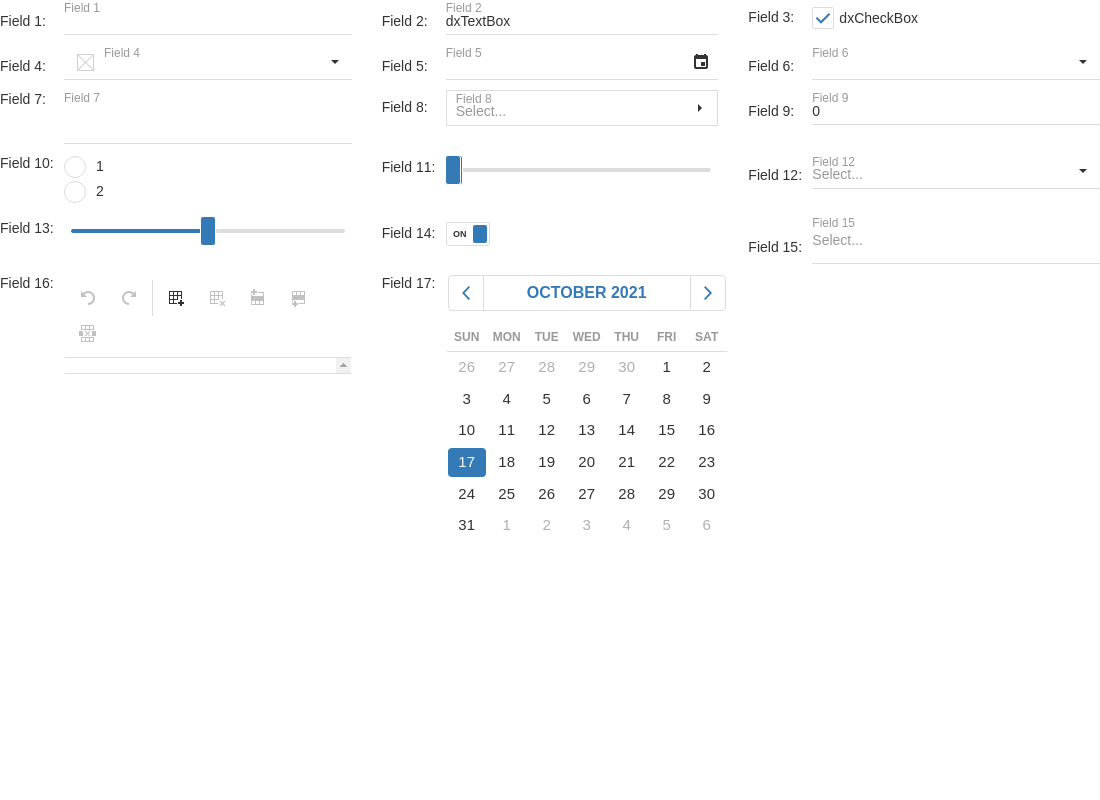 Field 1: Field 1
Field 2: Field 2
dxTextBox
Field 3: dxCheckBox
Field 4: Field 4
Field 5: Field 5
Field 6: Field 6
Field 7: Field 7
Field 8: Field 8
Select...
Field 9: Field 9
0
Field 10: 1
2
Field 11:
Field 12: Field 12
Select...
Field 13:
Field 14: ON
Field 15: Field 15
Select...
Field 16:
Field 17: OCTOBER 2021
SUN MON TUE WED THU FRI SAT
26 27 28 29 30 1 2
3 4 5 6 7 8 9
10 11 12 13 14 15 16
17 18 19 20 21 22 23
24 25 26 27 28 29 30
31 1 2 3 4 5 6